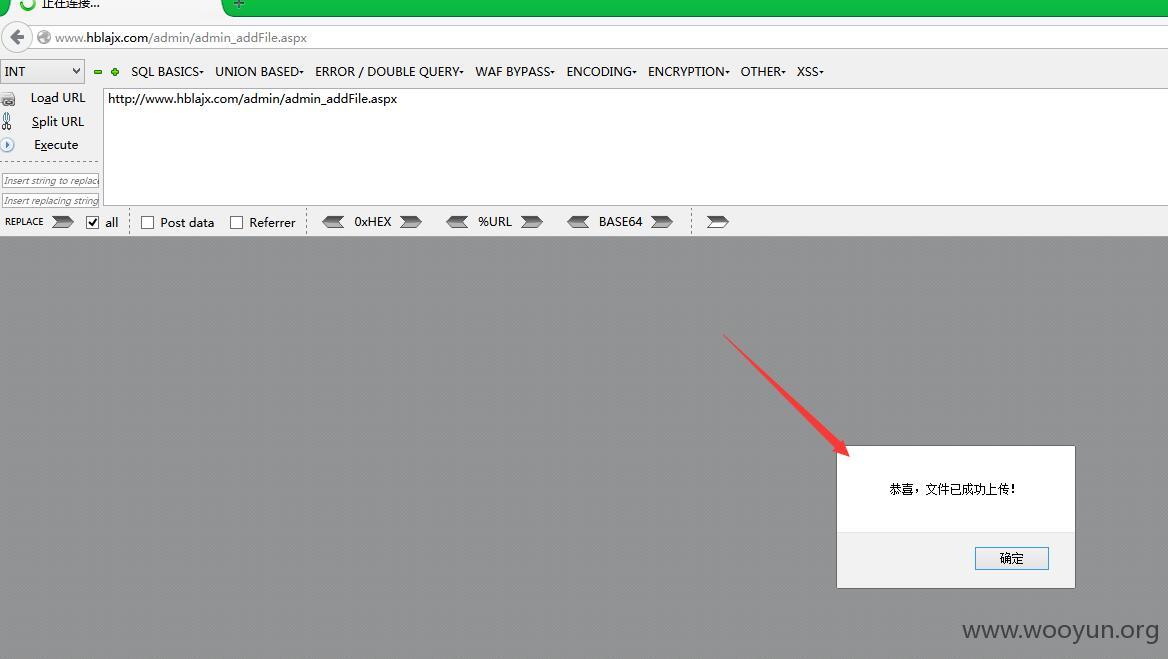 正在连接...
www.hblajx.com/admin/admin_addFile.aspx
INT SQL BASICS UNION BASED ERROR / DOUBLE QUERY WAF BYPASS ENCODING ENCRYPTION OTHER XSS
Load URL http://www.hblajx.com/admin/admin_addFile.aspx
Split URL
Execute
Insert string to replace
Insert replacing string
REPLACE all Post data Referrer 0xHEX %URL BASE64
恭喜，文件已成功上传!
确定
www.wooyun.org